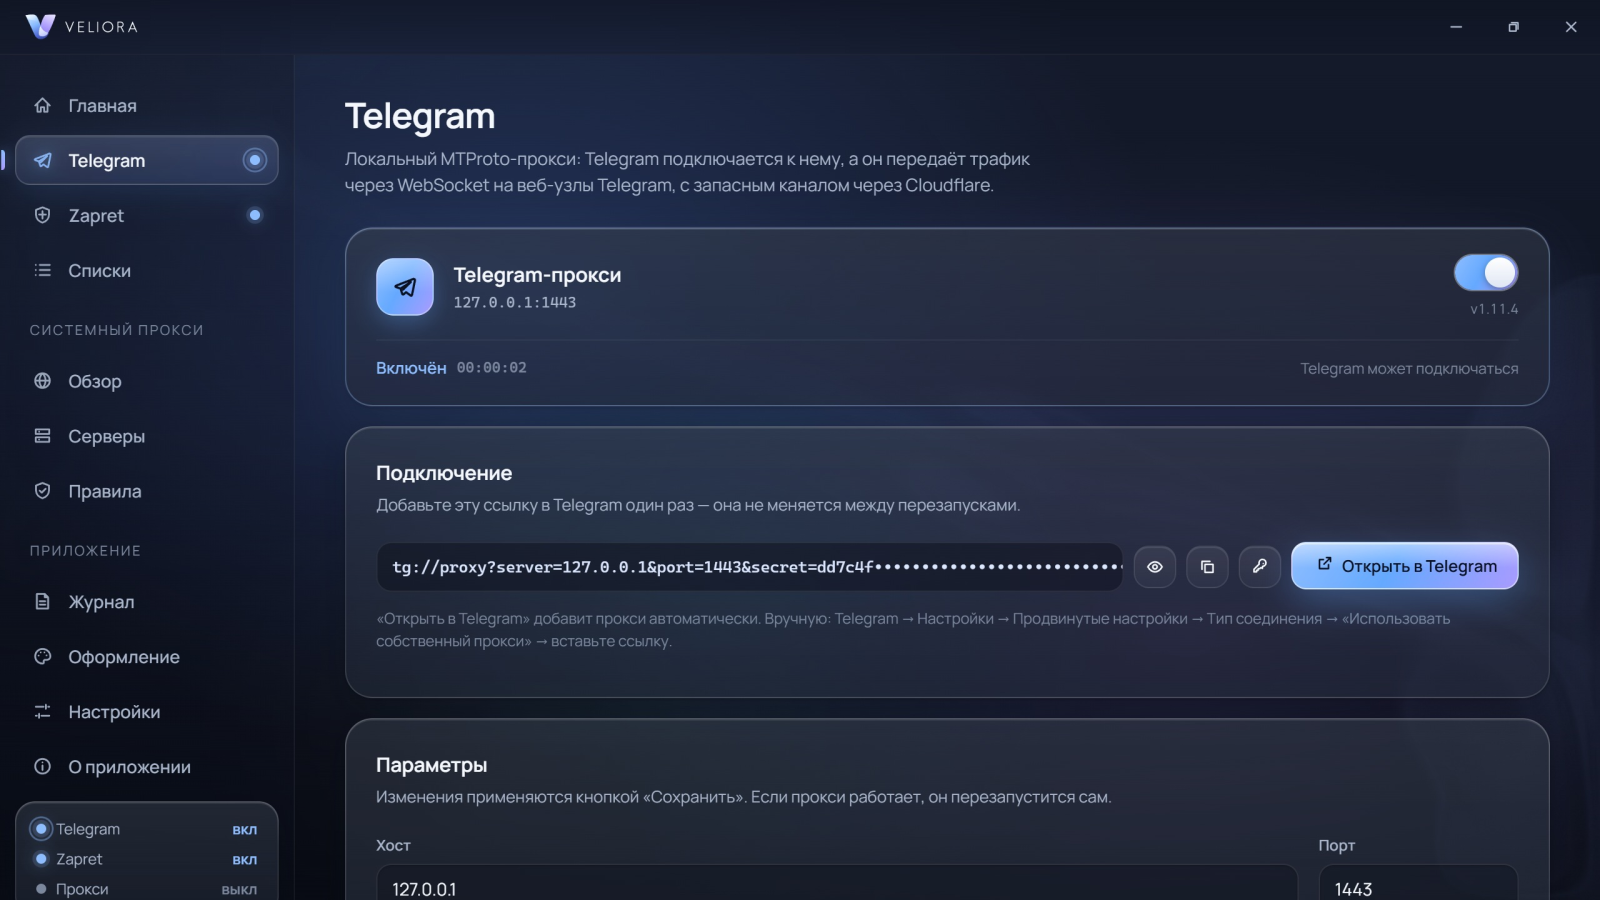 VELIORA
Главная
Telegram
Zapret
Списки
СИСТЕМНЫЙ ПРОКСИ
Обзор
Серверы
Правила
ПРИЛОЖЕНИЕ
Журнал
Оформление
Настройки
О приложении
Telegram вкл
Zapret вкл
Прокси выкл
Telegram
Локальный MTProto-прокси: Telegram подключается к нему, а он передаёт трафик
через WebSocket на веб-узлы Telegram, с запасным каналом через Cloudflare.
Telegram-прокси
127.0.0.1:1443
v1.11.4
Включён 00:00:02
Telegram может подключаться
Подключение
Добавьте эту ссылку в Telegram один раз — она не меняется между перезапусками.
tg://proxy?server=127.0.0.1&port=1443&secret=dd7c4f••••••••••••••••••••••••••
Открыть в Telegram
«Открыть в Telegram» добавит прокси автоматически. Вручную: Telegram → Настройки → Продвинутые настройки → Тип соединения → «Использовать
собственный прокси» → вставьте ссылку.
Параметры
Изменения применяются кнопкой «Сохранить». Если прокси работает, он перезапустится сам.
Хост
Порт
127.0.0.1
1443